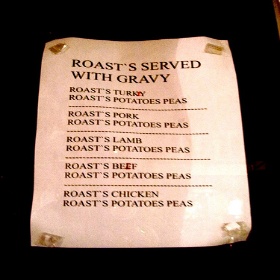 ROAST`S SERVED
WITH GRAVY
ROAST`S TURKEY
ROAST`S POTATOES PEAS
ROAST`S PORK
ROAST`S POTATOES PEAS
ROAST`S LAMB
ROAST`S POTATOES PEAS
ROAST`S BEEF
ROAST`S POTATOES PEAS
ROAST`S CHICKEN
ROAST`S POTATOES PEAS